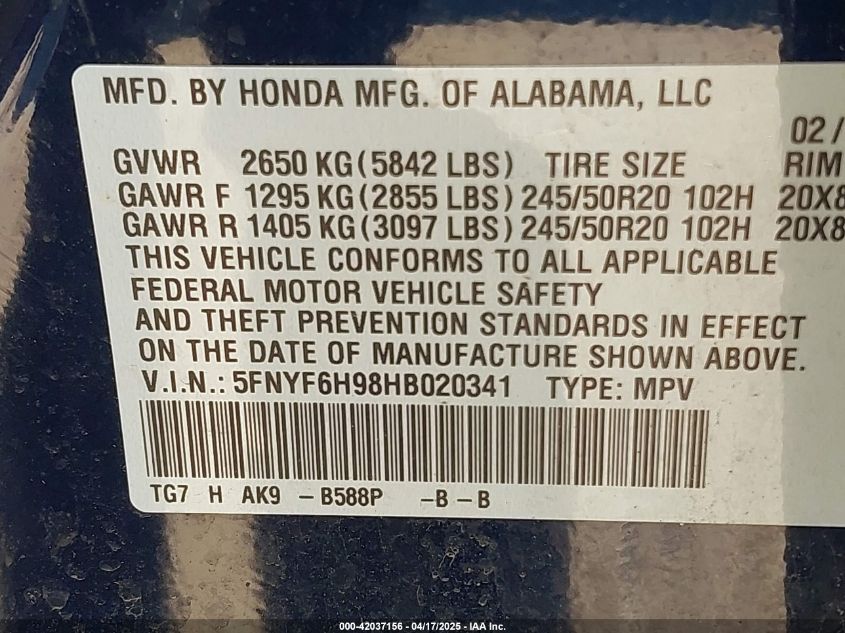 MFD. BY HONDA MFG. OF ALABAMA, LLC
02/
GVWR 2650 KG (5842 LBS) TIRE SIZE RIM
GAWR F 1295 KG (2855 LBS) 245/50R20 102H 20X8
GAWR R 1405 KG (3097 LBS) 245/50R20 102H 20X8
THIS VEHICLE CONFORMS TO ALL APPLICABLE
FEDERAL MOTOR VEHICLE SAFETY
AND THEFT PREVENTION STANDARDS IN EFFECT
ON THE DATE OF MANUFACTURE SHOWN ABOVE.
V.I.N.: 5FNYF6H98HB020341 TYPE: MPV
TG7 H AK9 -B588P -B-B
000-42037156 - 04/17/2025 - IAA Inc.